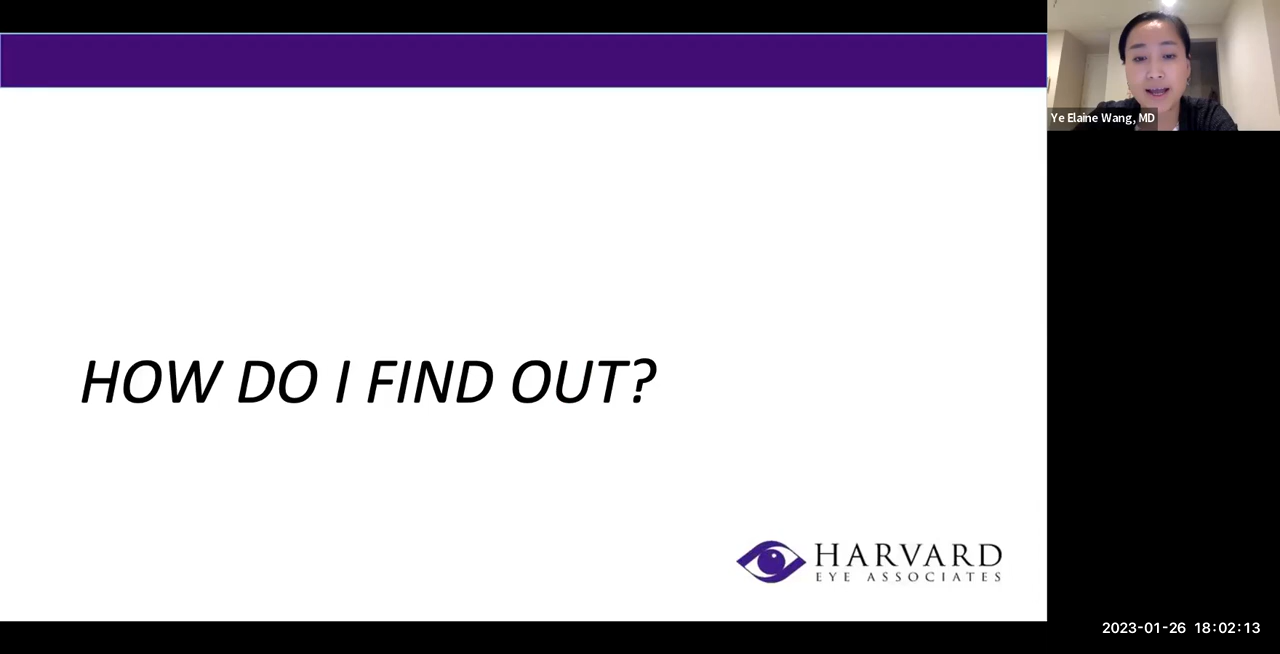 Ye Elaine Wang, MD
HOW DO I FIND OUT?
HARVARD
EYE ASSOCIATES
2023-01-26 18:02:13